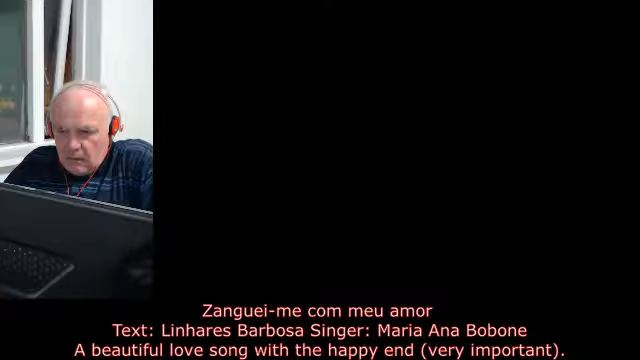 Zanguei-me com meu amor
Text: Linhares Barbosa Singer: Maria Ana Bobone
A beautiful love song with the happy end (very important).